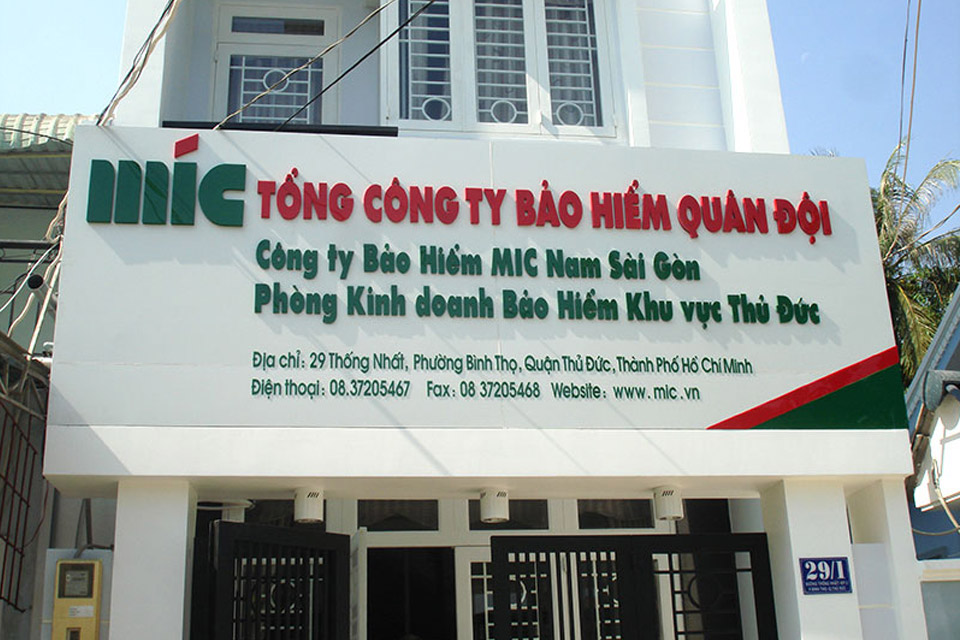 míc TỔNG CÔNG TY BẢO HIỂM QUÂN ĐỘI
Công ty Bảo Hiểm MIC Nam Sài Gòn
Phòng Kinh doanh Bảo Hiểm Khu vực Thủ Đức
Địa chỉ: 29 Thống Nhất, Phường Bình Thọ, Quận Thủ Đức, Thành Phố Hồ Chí Minh
Điện thoại: 08.37205467 Fax: 08 37205468 Website: www.mic.vn
29/1